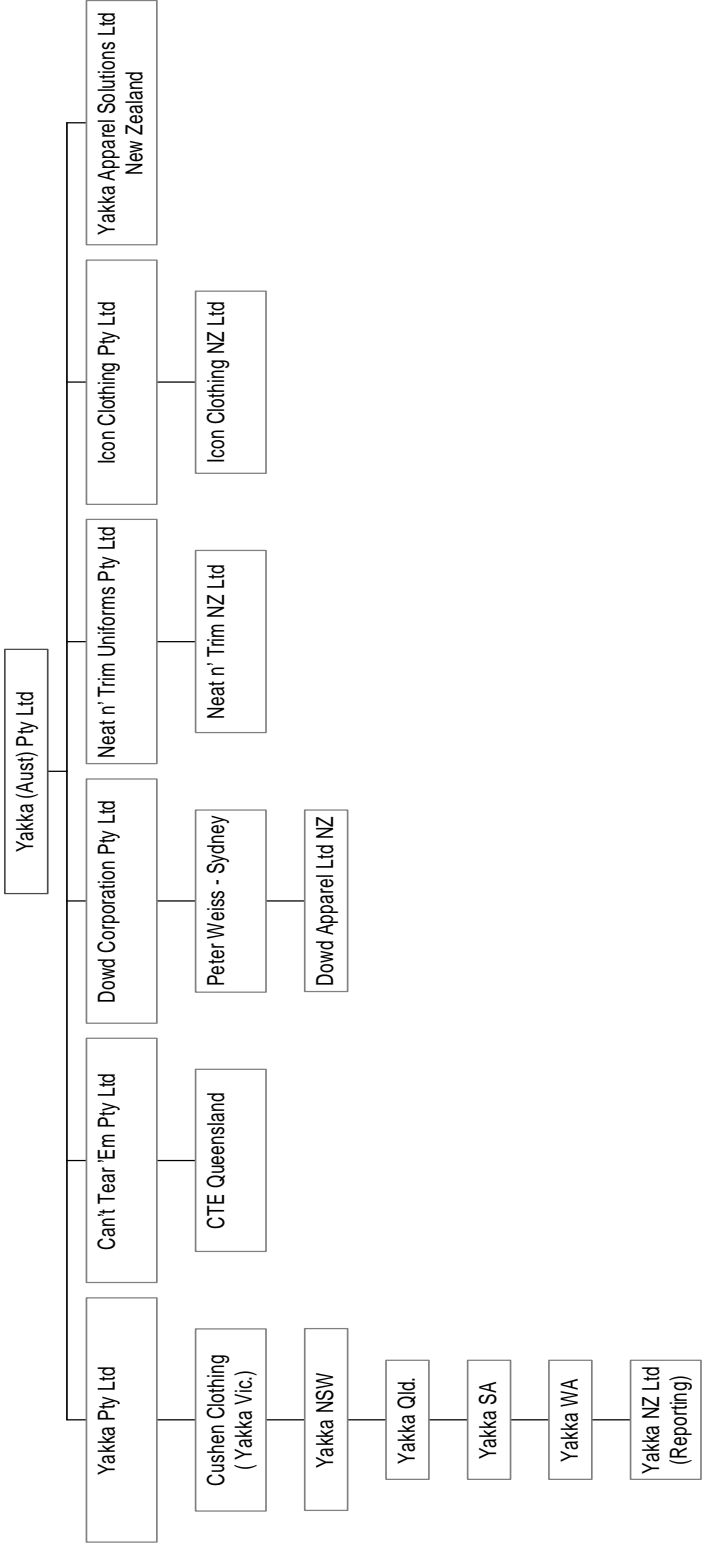 Yakka (Aust) Pty Ltd
Yakka Pty Ltd
Can't Tear 'Em Pty Ltd
Dowd Corporation Pty Ltd
Neat n' Trim Uniforms Pty Ltd
Icon Clothing Pty Ltd
Yakka Apparel Solutions Ltd
New Zealand
Cushen Clothing
( Yakka Vic.)
CTE Queensland
Peter Weiss - Sydney
Neat n' Trim NZ Ltd
Icon Clothing NZ Ltd
Yakka NSW
Dowd Apparel Ltd NZ
Yakka Qld.
Yakka SA
Yakka WA
Yakka NZ Ltd
(Reporting)